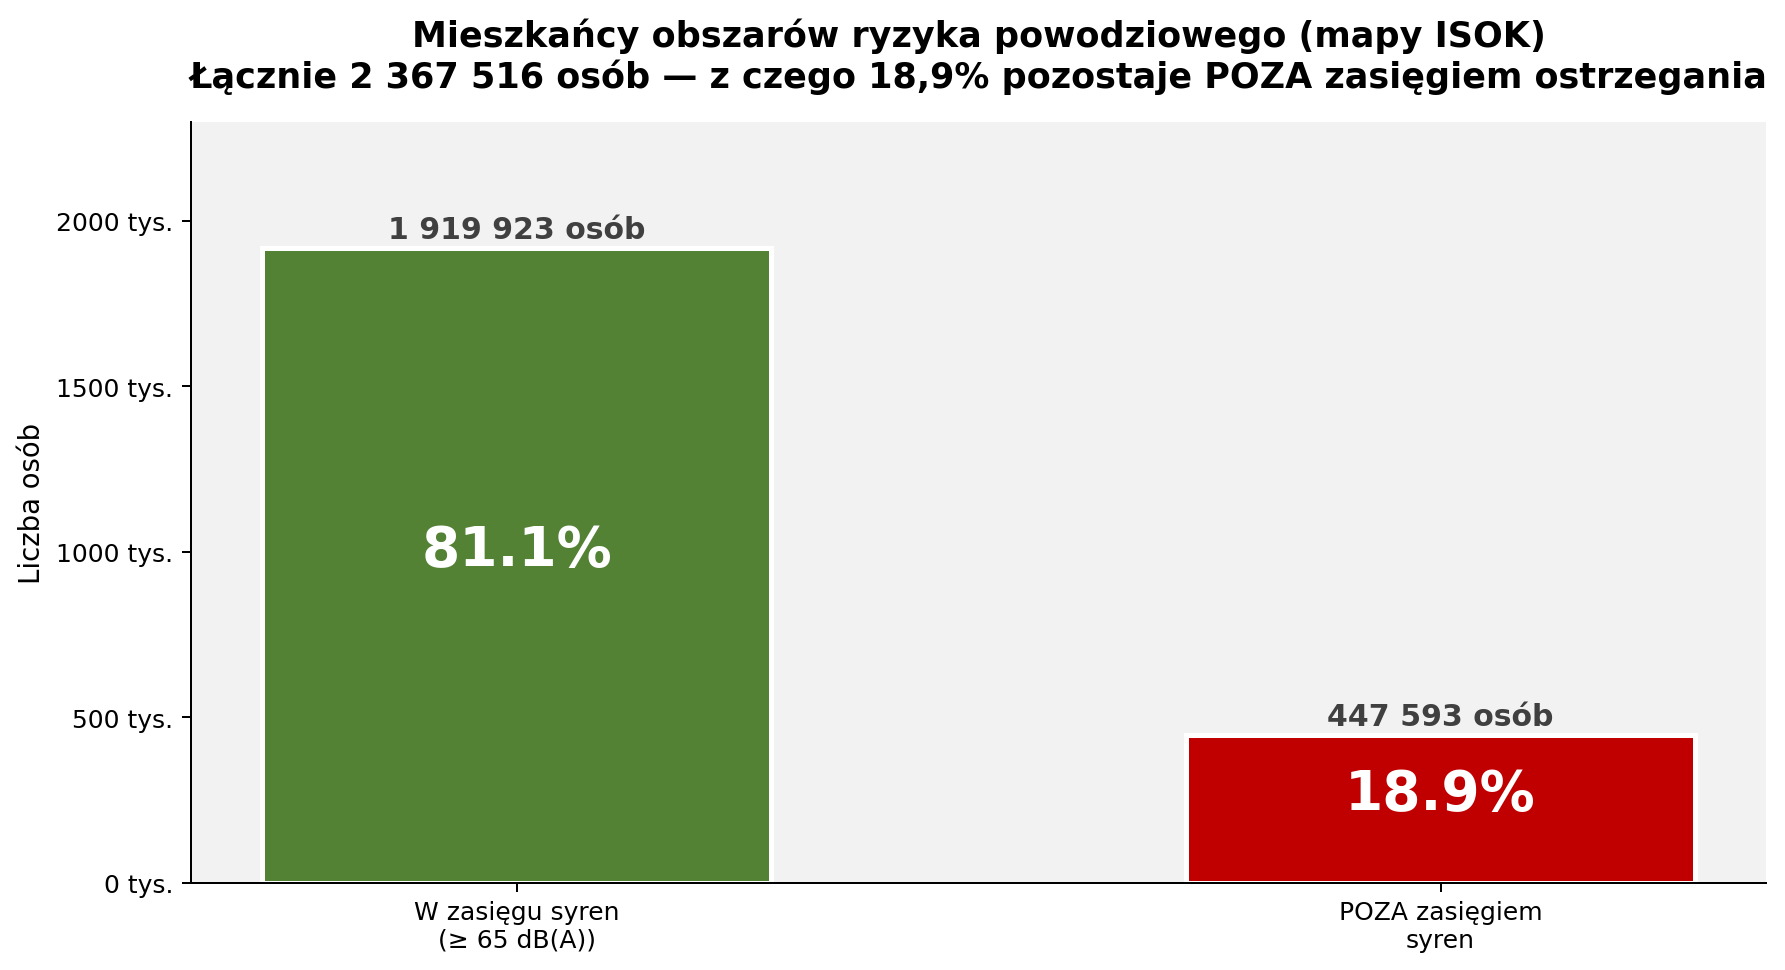 Mieszkańcy obszarów ryzyka powodziowego (mapy ISOK)
Łącznie 2 367 516 osób — z czego 18,9% pozostaje POZA zasięgiem ostrzegania
Liczba osób
2000 tys.
1500 tys.
1000 tys.
500 tys.
0 tys.
1 919 923 osób
81.1%
447 593 osób
18.9%
W zasięgu syren
(≥ 65 dB(A))
POZA zasięgiem
syren